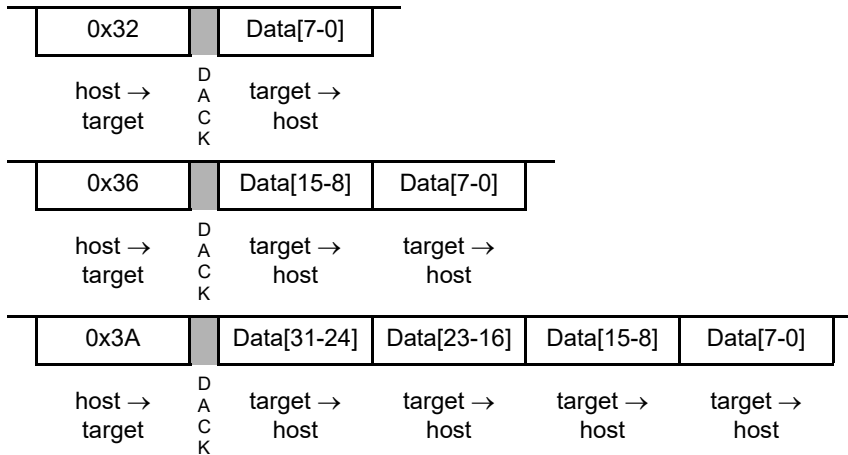 0x32 Data[7-0]
host → D A C K target →
target host
0x36 Data[15-8] Data[7-0]
host → D A C K target → target →
target host host
0x3A Data[31-24] Data[23-16] Data[15-8] Data[7-0]
host → D A C K target → target → target → target →
target host host host host